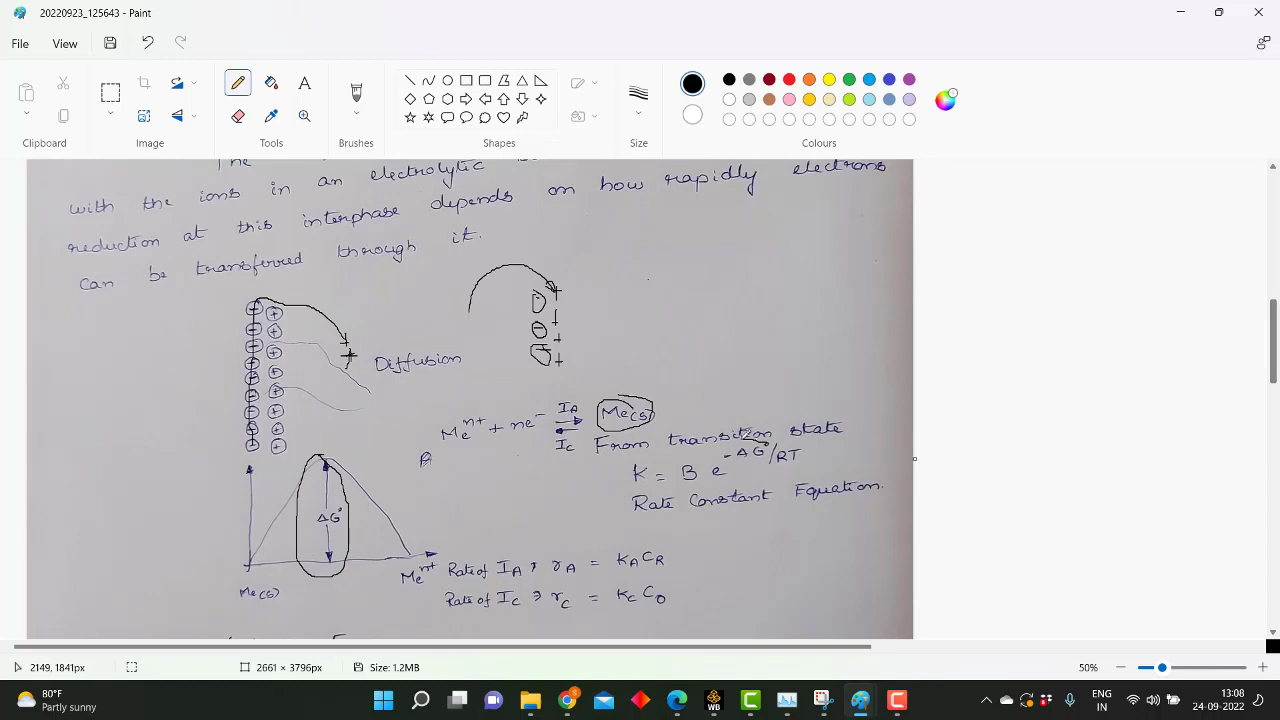 20220923_125643 - Paint
File View
Clipboard Image Tools Brushes Shapes Size Colours
The
with the ions in an electrolytic
reduction at this interphase depends on how rapidly electrons
can be transferred through it.
Diffusion
Me^n+ + ne^- ⇌ Me(s)
I_A
I_C
From transition state
K = B e^-ΔG°/RT
Rate Constant Equation.
ΔG°
Me(s)
Me^n+
Rate of I_A, r_A = K_A C_R
Rate of I_C, r_C = K_C C_O
2149, 1841px 2661 × 3796px Size: 1.2MB 50%
80°F
Partly sunny
ENG
IN
13:08
24-09-2022